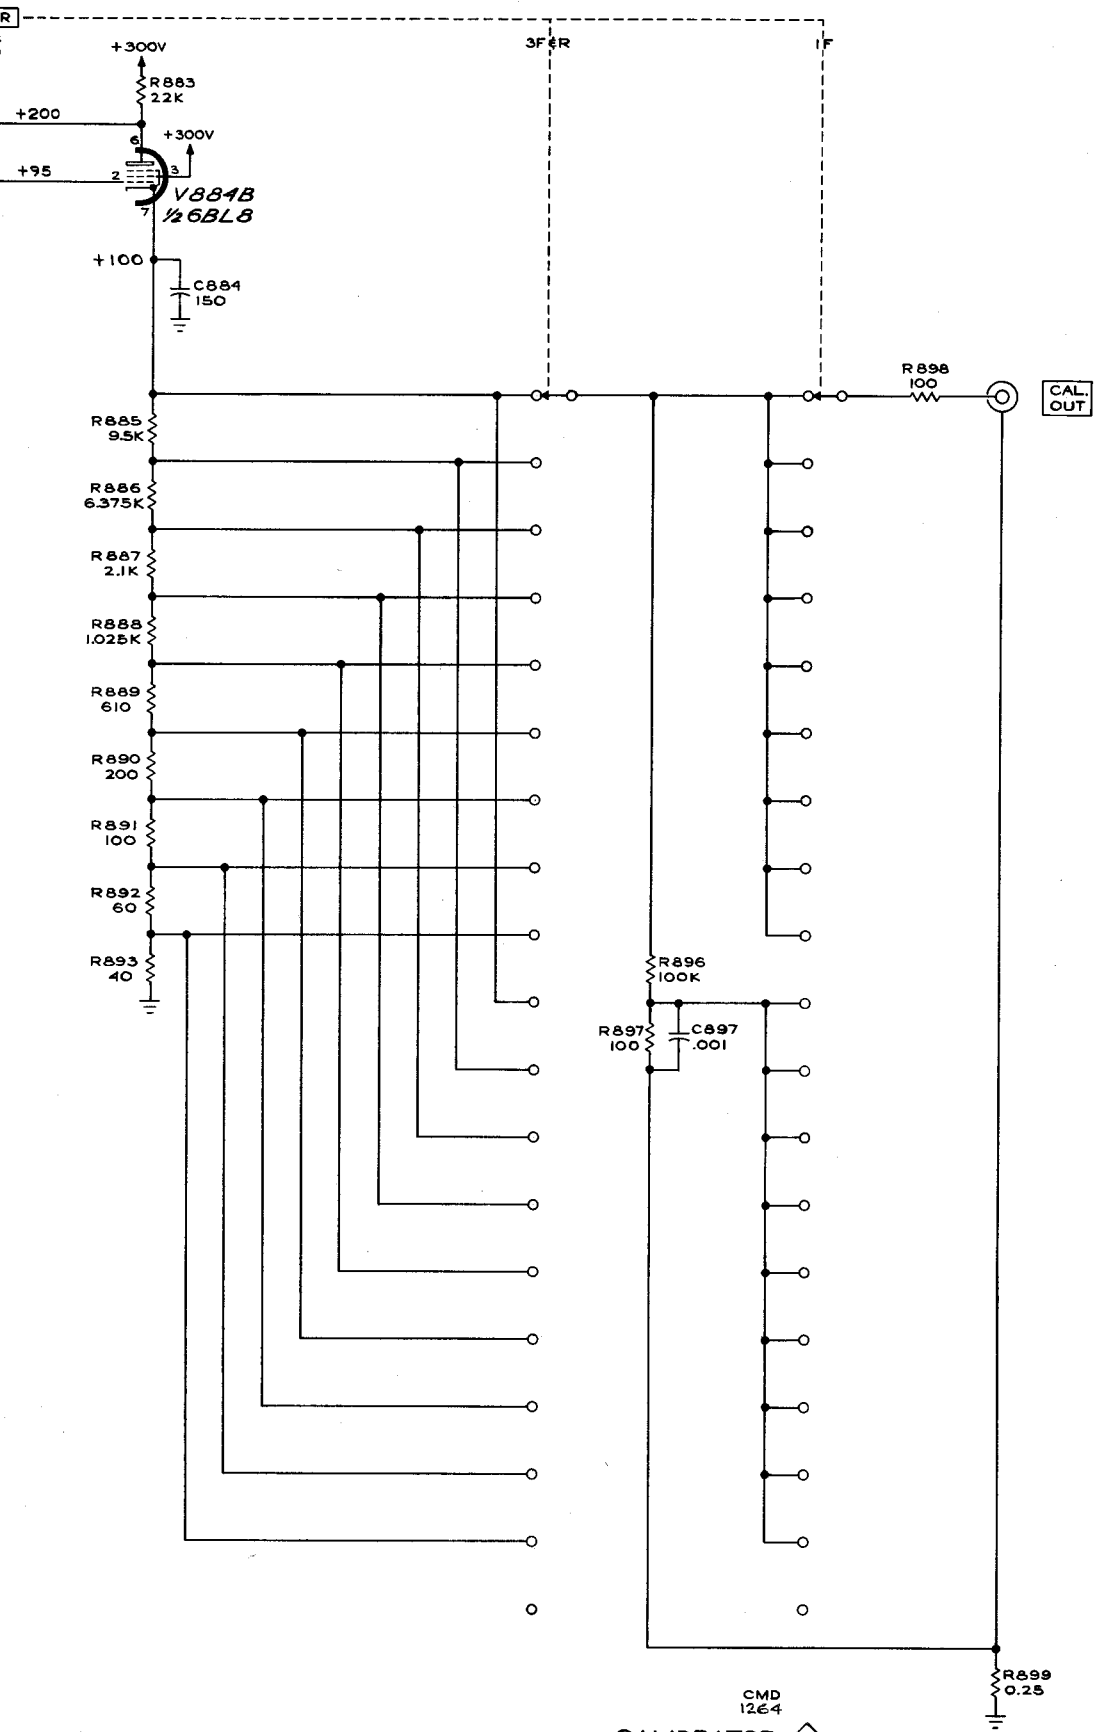 R
+300V
3FER
1F
R883
22K
+200
+300V
6
+95
2
3
V884B
½6BL8
7
+100
C884
150
R898
100
CAL.
OUT
R885
9.5K
R886
6.375K
R887
2.1K
R888
1.025K
R889
610
R890
200
R891
100
R892
60
R893
40
R896
100K
R897
100
C897
.001
R899
0.25
CMD
1264